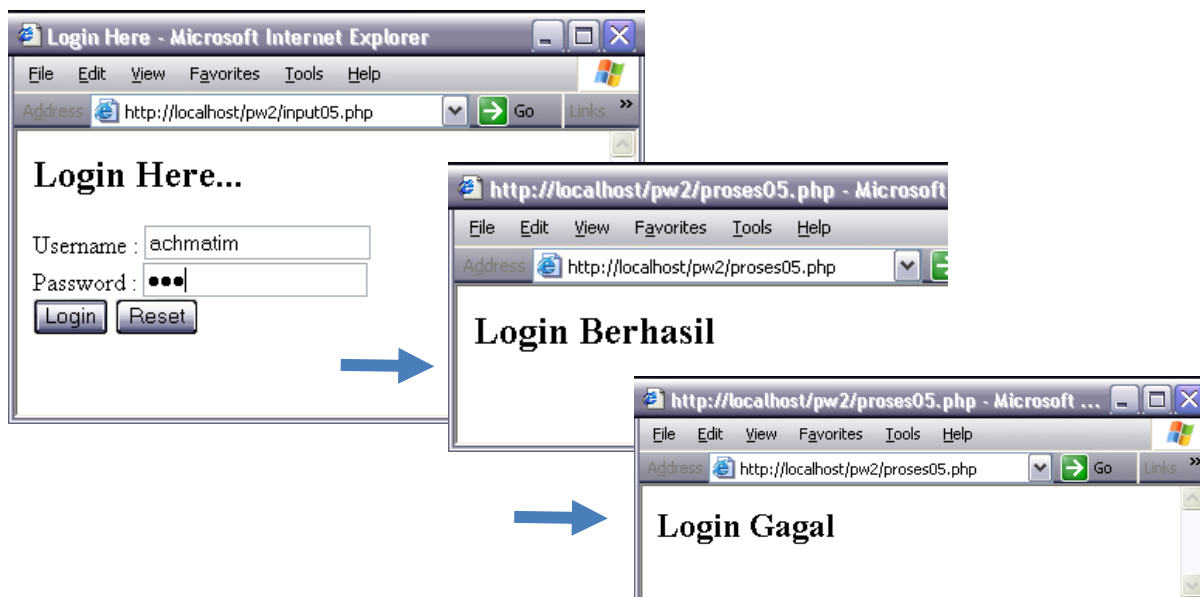 Login Here - Microsoft Internet Explorer
File Edit View Favorites Tools Help
Address http://localhost/pw2/input05.php Go Links »
Login Here...
Username : achmatim
Password : •••
Login Reset
http://localhost/pw2/proses05.php - Microsoft
File Edit View Favorites Tools Help
Address http://localhost/pw2/proses05.php
Login Berhasil
http://localhost/pw2/proses05.php - Microsoft ...
File Edit View Favorites Tools Help
Address http://localhost/pw2/proses05.php Go Links »
Login Gagal